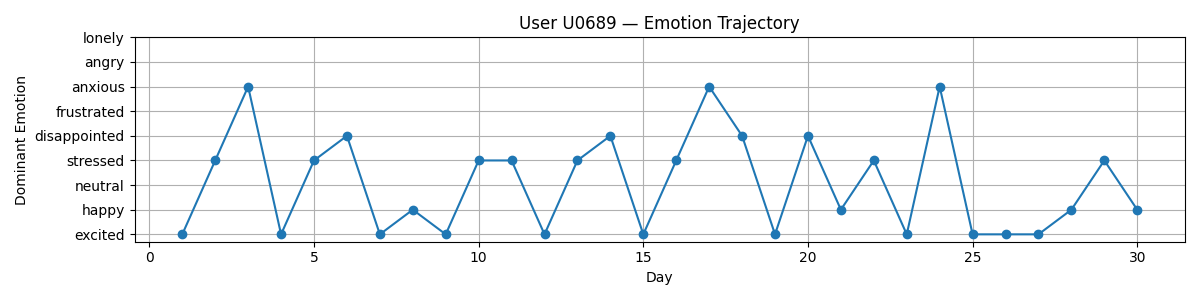 User U0689 — Emotion Trajectory
Dominant Emotion
lonely
angry
anxious
frustrated
disappointed
stressed
neutral
happy
excited
0 5 10 15 20 25 30
Day